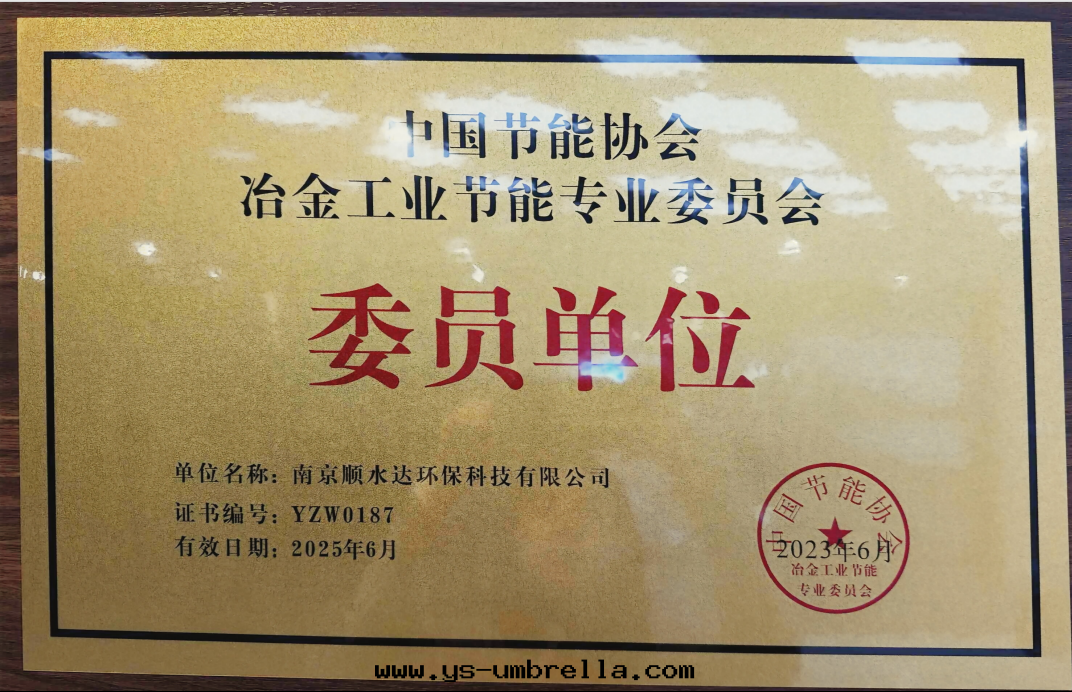 中国节能协会
冶金工业节能专业委员会
委员单位
单位名称：南京顺水达环保科技有限公司
证书编号：YZW0187
有效日期：2025年6月
中国节能协会
2023年6月
冶金工业节能
专业委员会
www.ys-umbrella.com